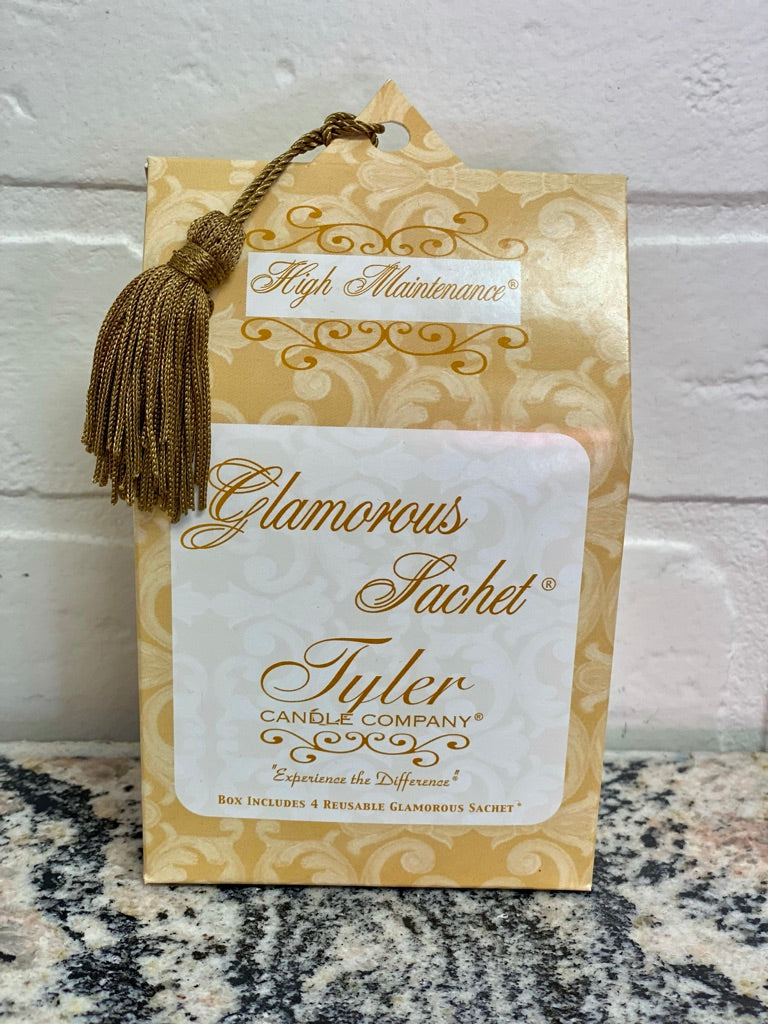 High Maintenance®
Glamorous
Sachet®
Tyler
CANDLE COMPANY®
"Experience the Difference"®
BOX INCLUDES 4 REUSABLE GLAMOROUS SACHET®